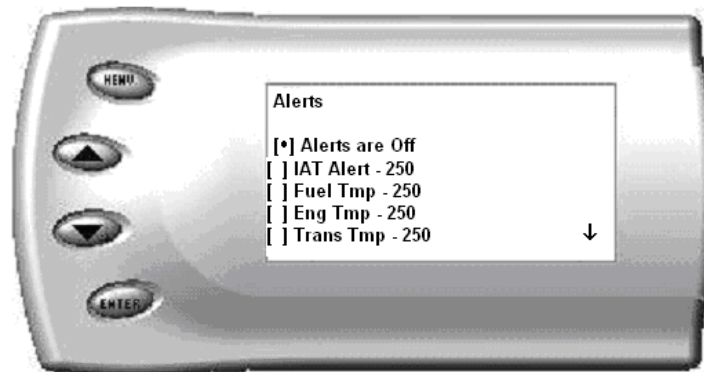 MENU
Alerts
[•] Alerts are Off
[ ] IAT Alert - 250
[ ] Fuel Tmp - 250
[ ] Eng Tmp - 250
[ ] Trans Tmp - 250
ENTER